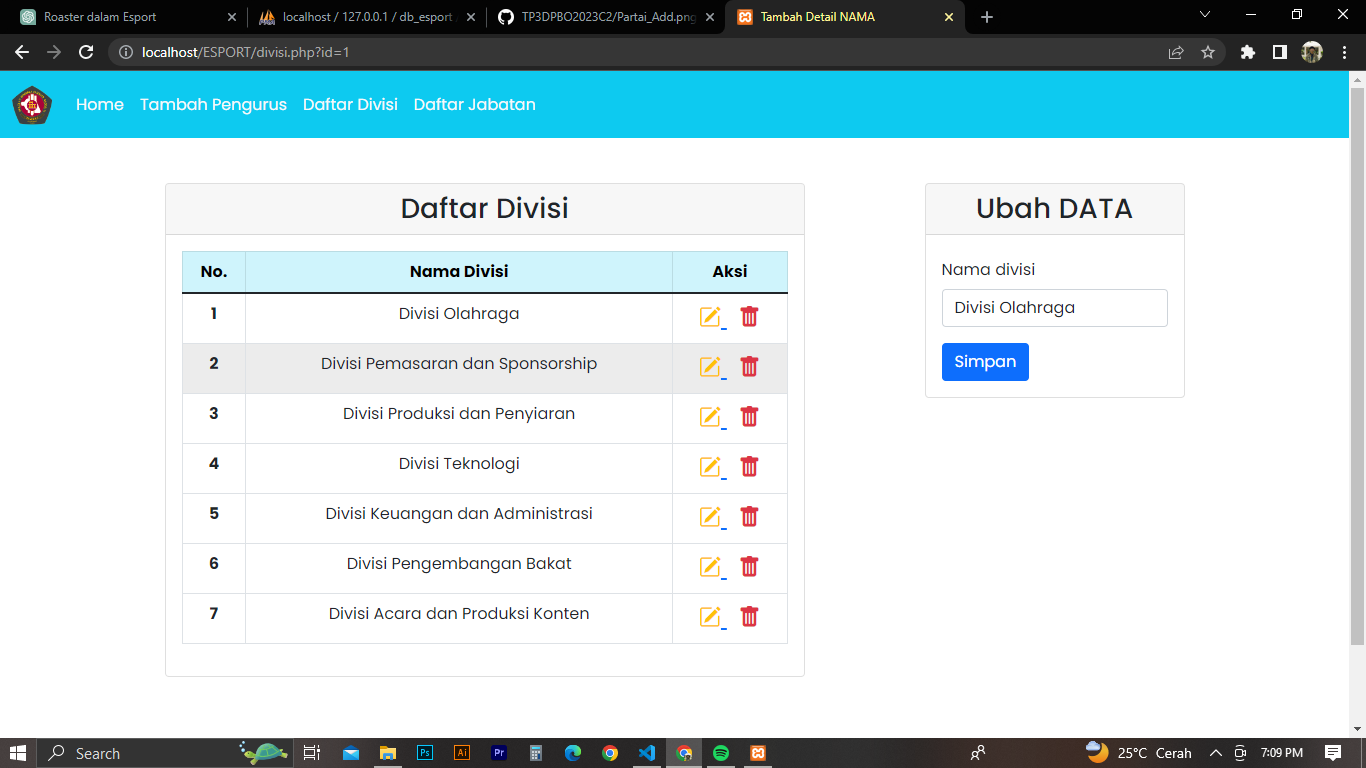 Roaster dalam Esport
localhost / 127.0.0.1 / db_esport
TP3DPBO2023C2/Partai_Add.png
Tambah Detail NAMA
localhost/ESPORT/divisi.php?id=1
Home Tambah Pengurus Daftar Divisi Daftar Jabatan
Daftar Divisi
No. Nama Divisi Aksi
1 Divisi Olahraga
2 Divisi Pemasaran dan Sponsorship
3 Divisi Produksi dan Penyiaran
4 Divisi Teknologi
5 Divisi Keuangan dan Administrasi
6 Divisi Pengembangan Bakat
7 Divisi Acara dan Produksi Konten
Ubah DATA
Nama divisi
Divisi Olahraga
Simpan
Search
Ps
Ai
Pr
25°C Cerah
7:09 PM